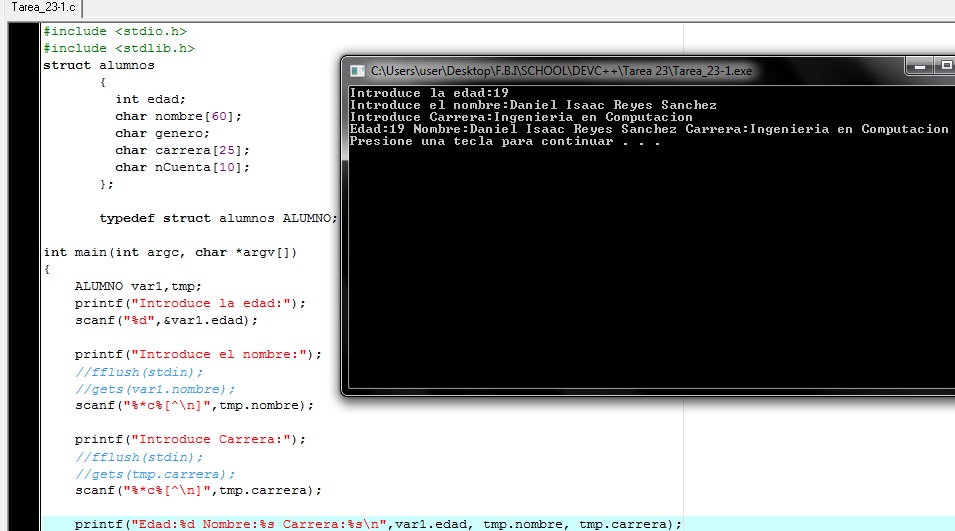 Tarea_23-1.c
#include <stdio.h>
#include <stdlib.h>
struct alumnos
{
int edad;
char nombre[60];
char genero;
char carrera[25];
char nCuenta[10];
};
typedef struct alumnos ALUMNO;
int main(int argc, char *argv[])
{
ALUMNO var1,tmp;
printf("Introduce la edad:");
scanf("%d",&var1.edad);
printf("Introduce el nombre:");
//fflush(stdin);
//gets(var1.nombre);
scanf("%*c%[^\n]",tmp.nombre);
printf("Introduce Carrera:");
//fflush(stdin);
//gets(tmp.carrera);
scanf("%*c%[^\n]",tmp.carrera);
printf("Edad:%d Nombre:%s Carrera:%s\n",var1.edad, tmp.nombre, tmp.carrera);
C:\Users\user\Desktop\F.B.I\SCHOOL\DEVC++\Tarea 23\Tarea_23-1.exe
Introduce la edad:19
Introduce el nombre:Daniel Isaac Reyes Sanchez
Introduce Carrera:Ingenieria en Computacion
Edad:19 Nombre:Daniel Isaac Reyes Sanchez Carrera:Ingenieria en Computacion
Presione una tecla para continuar . . .